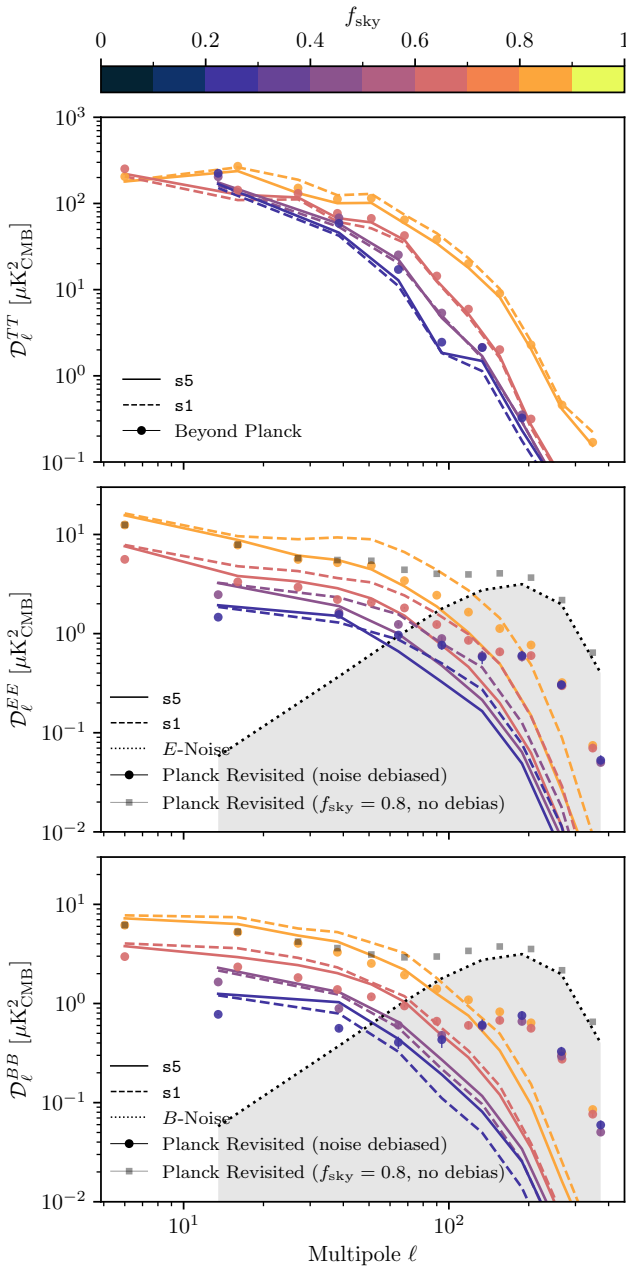 f_sky
0 0.2 0.4 0.6 0.8 1
10^3
10^2
10^1
10^0
10^−1
𝒟_ℓ^TT [μK²_CMB]
s5
s1
Beyond Planck
10^1
10^0
10^−1
10^−2
𝒟_ℓ^EE [μK²_CMB]
s5
s1
E-Noise
Planck Revisited (noise debiased)
Planck Revisited (f_sky = 0.8, no debias)
10^1
10^0
10^−1
10^−2
𝒟_ℓ^BB [μK²_CMB]
s5
s1
B-Noise
Planck Revisited (noise debiased)
Planck Revisited (f_sky = 0.8, no debias)
10^1 10^2
Multipole ℓ